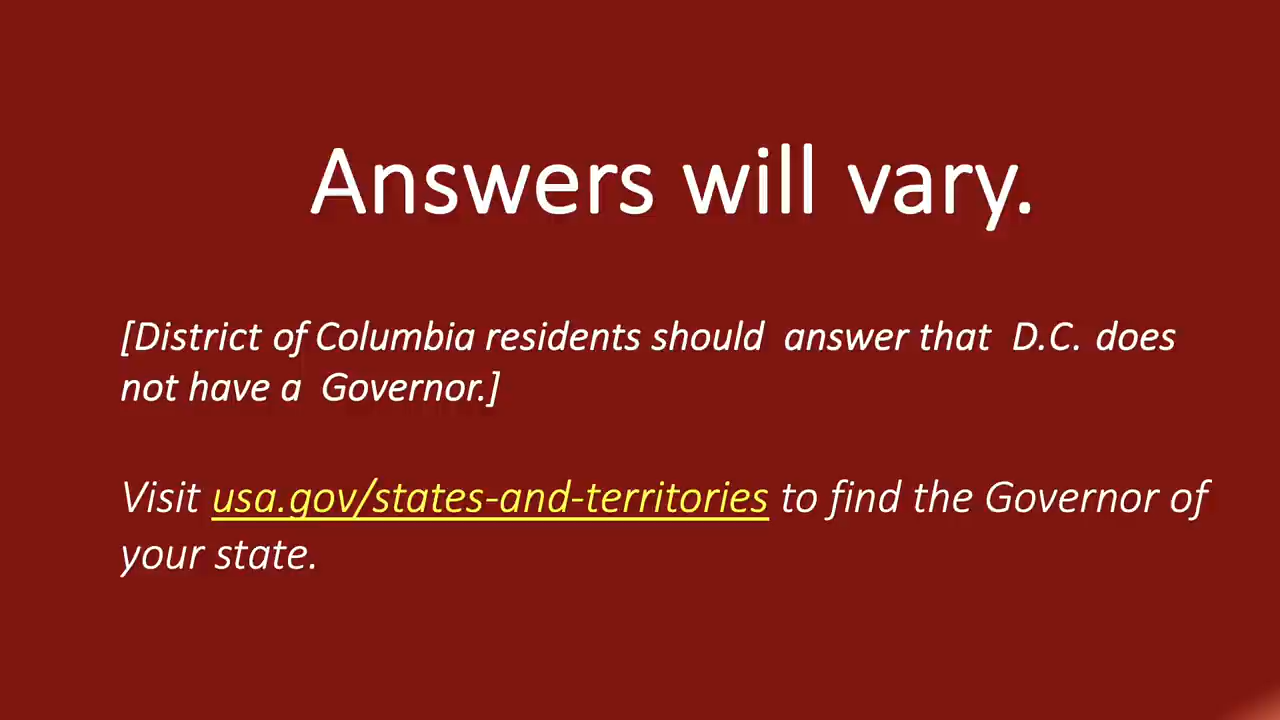 Answers will vary.
[District of Columbia residents should answer that D.C. does
not have a Governor.]
Visit usa.gov/states-and-territories to find the Governor of
your state.